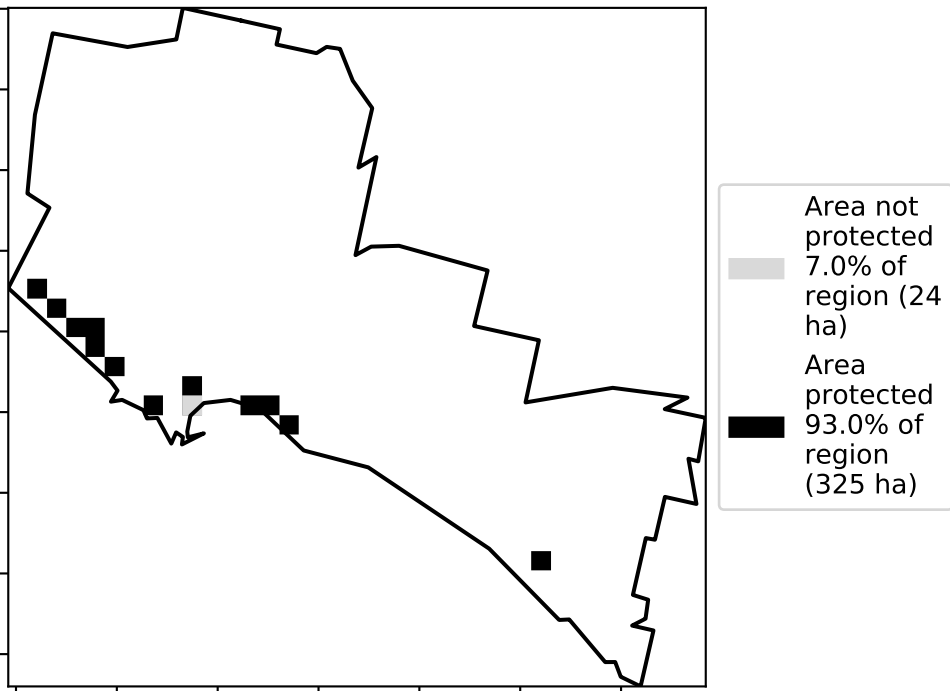 Area not
protected
7.0% of
region (24
ha)
Area
protected
93.0% of
region
(325 ha)